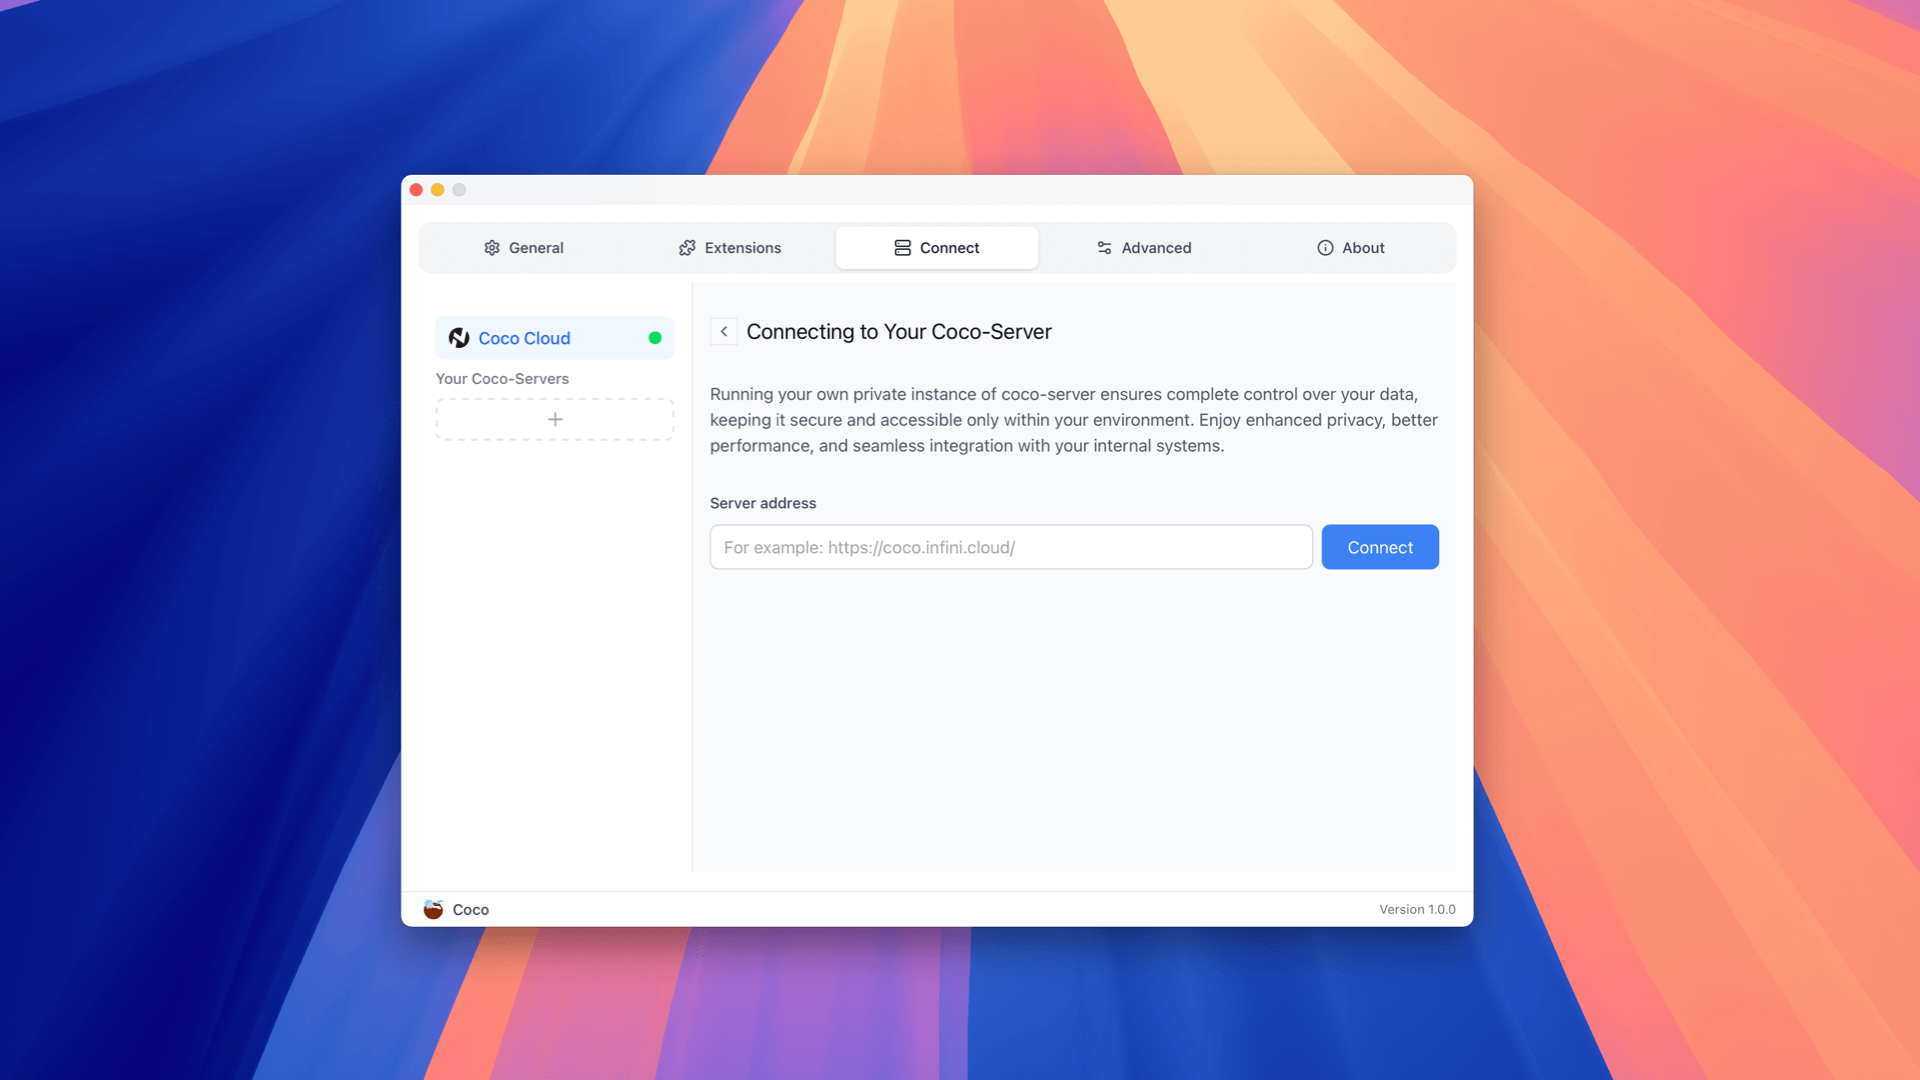 General
Extensions
Connect
Advanced
About
Coco Cloud
Your Coco-Servers
Connecting to Your Coco-Server
Running your own private instance of coco-server ensures complete control over your data,
keeping it secure and accessible only within your environment. Enjoy enhanced privacy, better
performance, and seamless integration with your internal systems.
Server address
For example: https://coco.infini.cloud/
Connect
Coco
Version 1.0.0